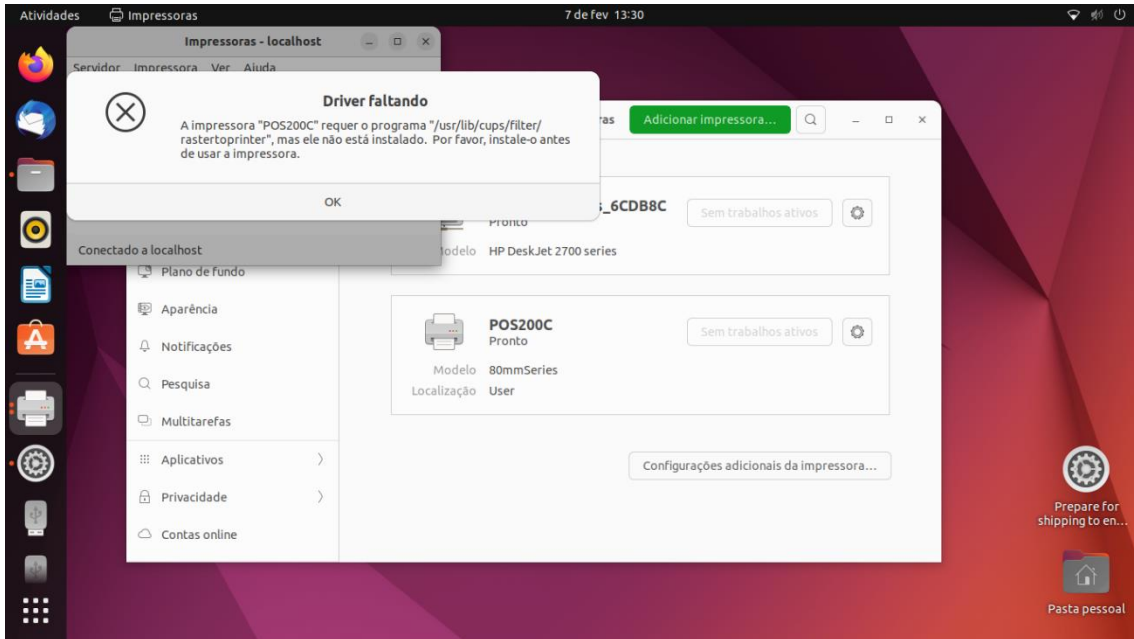 Atividades
Impressoras
7 de fev 13:30
Impressoras - localhost
Servidor Impressora Ver Ajuda
Driver faltando
A impressora "POS200C" requer o programa "/usr/lib/cups/filter/
rastertoprinter", mas ele não está instalado. Por favor, instale-o antes
de usar a impressora.
OK
Conectado a localhost
Adicionar impressora...
_6CDB8C
Pronto
Sem trabalhos ativos
HP DeskJet 2700 series
POS200C
Pronto
Sem trabalhos ativos
Modelo 80mmSeries
Localização User
Configurações adicionais da impressora...
Plano de fundo
Aparência
Notificações
Pesquisa
Multitarefas
Aplicativos
Privacidade
Contas online
Prepare for
shipping to en...
Pasta pessoal